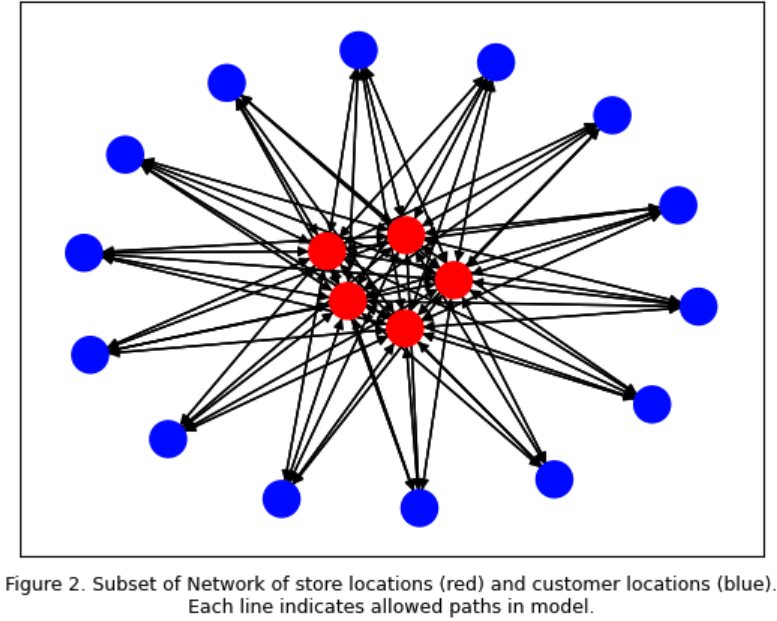 Figure 2. Subset of Network of store locations (red) and customer locations (blue).
Each line indicates allowed paths in model.